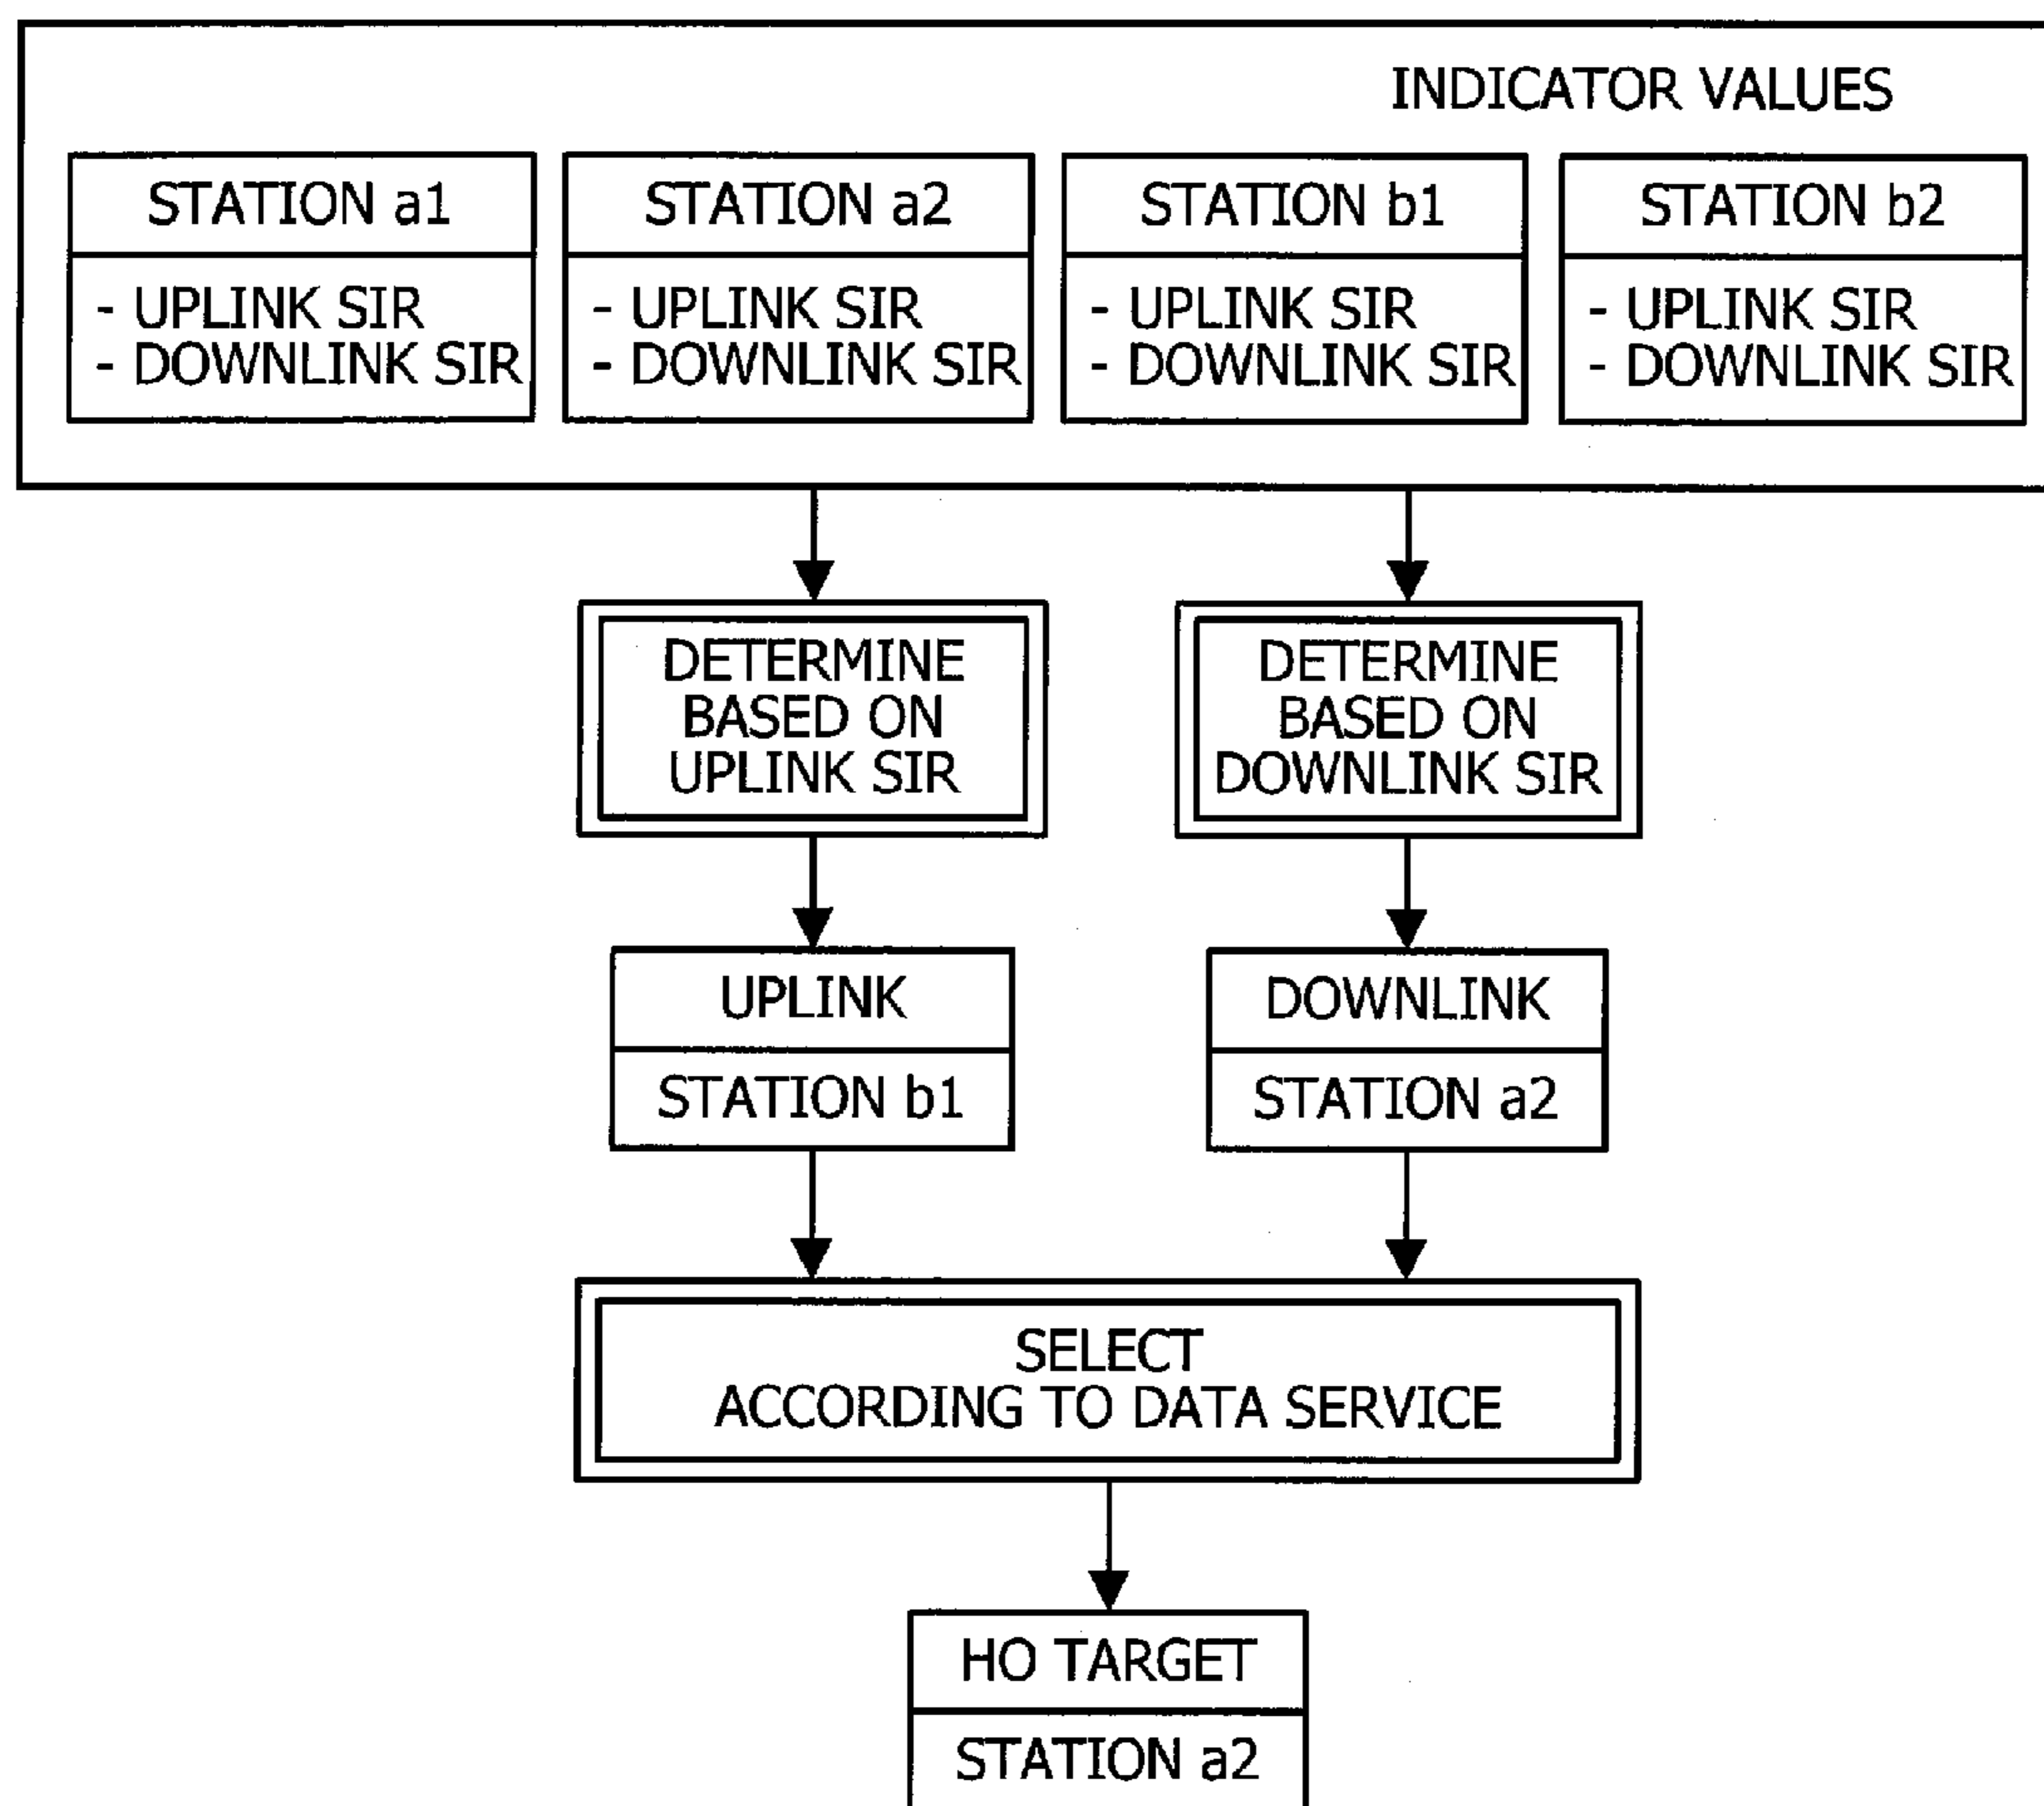 INDICATOR VALUES
STATION a1
- UPLINK SIR
- DOWNLINK SIR
STATION a2
- UPLINK SIR
- DOWNLINK SIR
STATION b1
- UPLINK SIR
- DOWNLINK SIR
STATION b2
- UPLINK SIR
- DOWNLINK SIR
DETERMINE
BASED ON
UPLINK SIR
DETERMINE
BASED ON
DOWNLINK SIR
UPLINK
STATION b1
DOWNLINK
STATION a2
SELECT
ACCORDING TO DATA SERVICE
HO TARGET
STATION a2